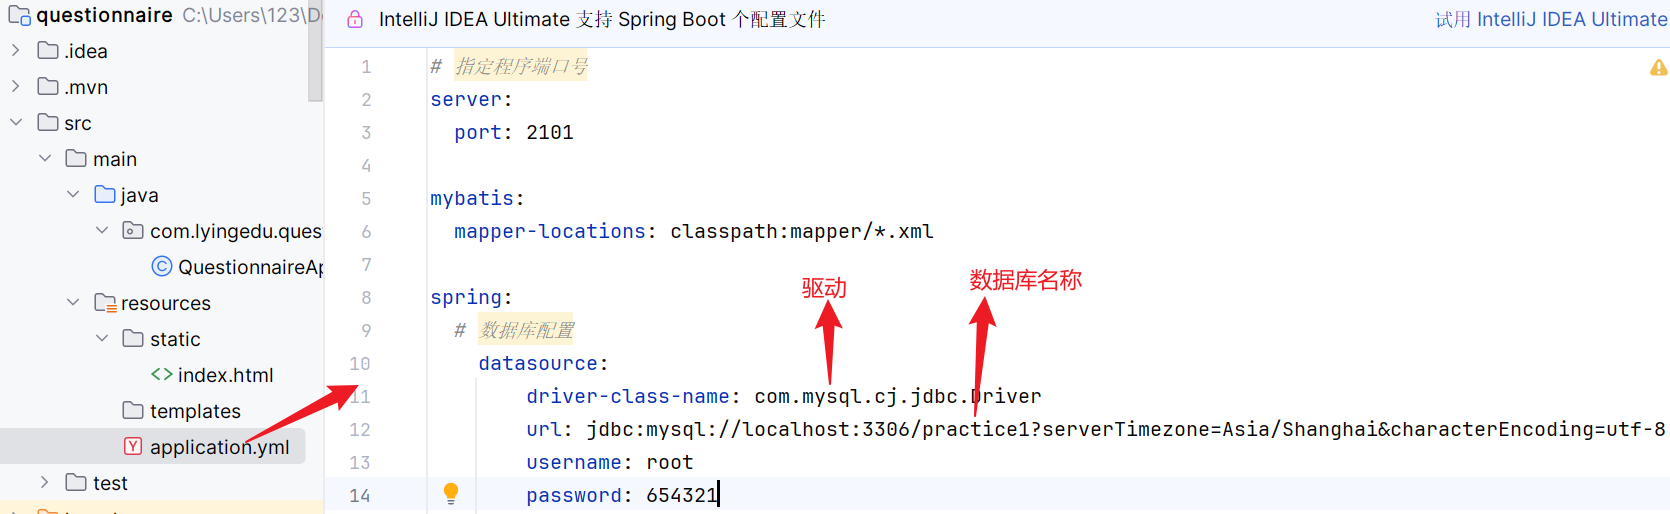 questionnaire C:\Users\123\D
.idea
.mvn
src
main
java
com.lyingedu.ques
QuestionnaireAp
resources
static
index.html
templates
application.yml
test
IntelliJ IDEA Ultimate 支持 Spring Boot 个配置文件
试用 IntelliJ IDEA Ultimate
1 # 指定程序端口号
2 server:
3 port: 2101
4
5 mybatis:
6 mapper-locations: classpath:mapper/*.xml
7
驱动
数据库名称
8 spring:
9 # 数据库配置
10 datasource:
11 driver-class-name: com.mysql.cj.jdbc.Driver
12 url: jdbc:mysql://localhost:3306/practice1?serverTimezone=Asia/Shanghai&characterEncoding=utf-8
13 username: root
14 password: 654321